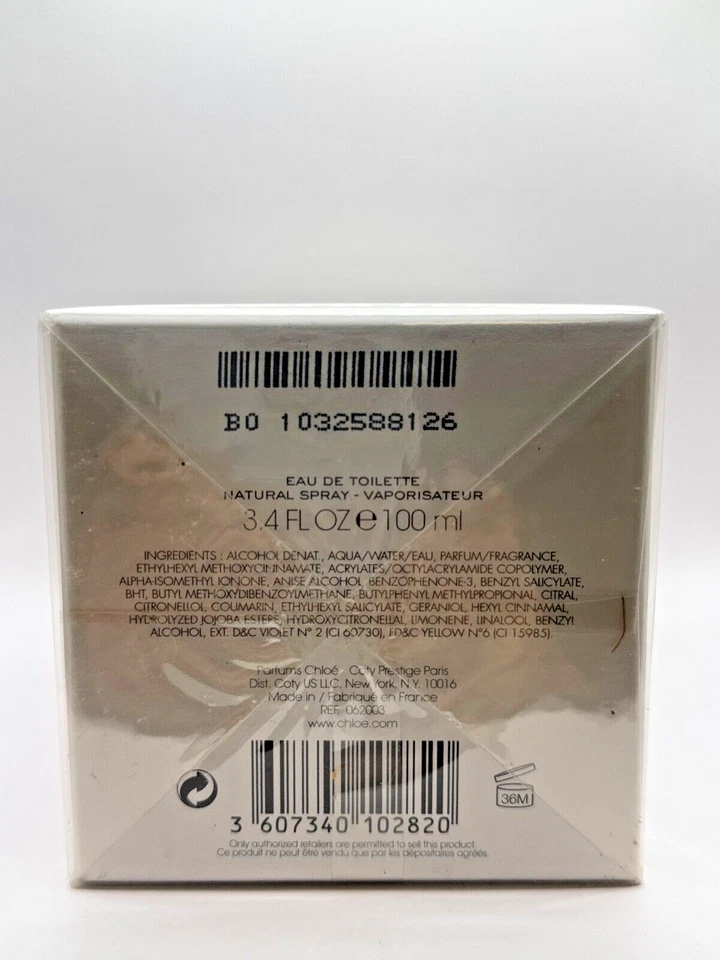 B0 1032588126
EAU DE TOILETTE
NATURAL SPRAY - VAPORISATEUR
3.4 FL OZ e 100 ml
INGREDIENTS : ALCOHOL DENAT., AQUA/WATER/EAU, PARFUM/FRAGRANCE,
ETHYLHEXYL METHOXYCINNAMATE, ACRYLATES/OCTYLACRYLAMIDE COPOLYMER,
ALPHA-ISOMETHYL IONONE, ANISE ALCOHOL, BENZOPHENONE-3, BENZYL SALICYLATE,
BHT, BUTYL METHOXYDIBENZOYLMETHANE, BUTYLPHENYL METHYLPROPIONAL, CITRAL,
CITRONELLOL, COUMARIN, ETHYLHEXYL SALICYLATE, GERANIOL, HEXYL CINNAMAL,
HYDROLYZED JOJOBA ESTERS, HYDROXYCITRONELLAL, LIMONENE, LINALOOL, BENZYL
ALCOHOL, EXT. D&C VIOLET N° 2 (CI 60730), FD&C YELLOW N°6 (CI 15985).
Parfums Chloé - Coty Prestige Paris
Dist. Coty US LLC, New York, N.Y. 10016
Made in / Fabriqué en France
REF. 062003
www.chloe.com
36M
3 607340 102820
Only authorized retailers are permitted to sell this product.
Ce produit ne peut être vendu que par les dépositaires agréés.